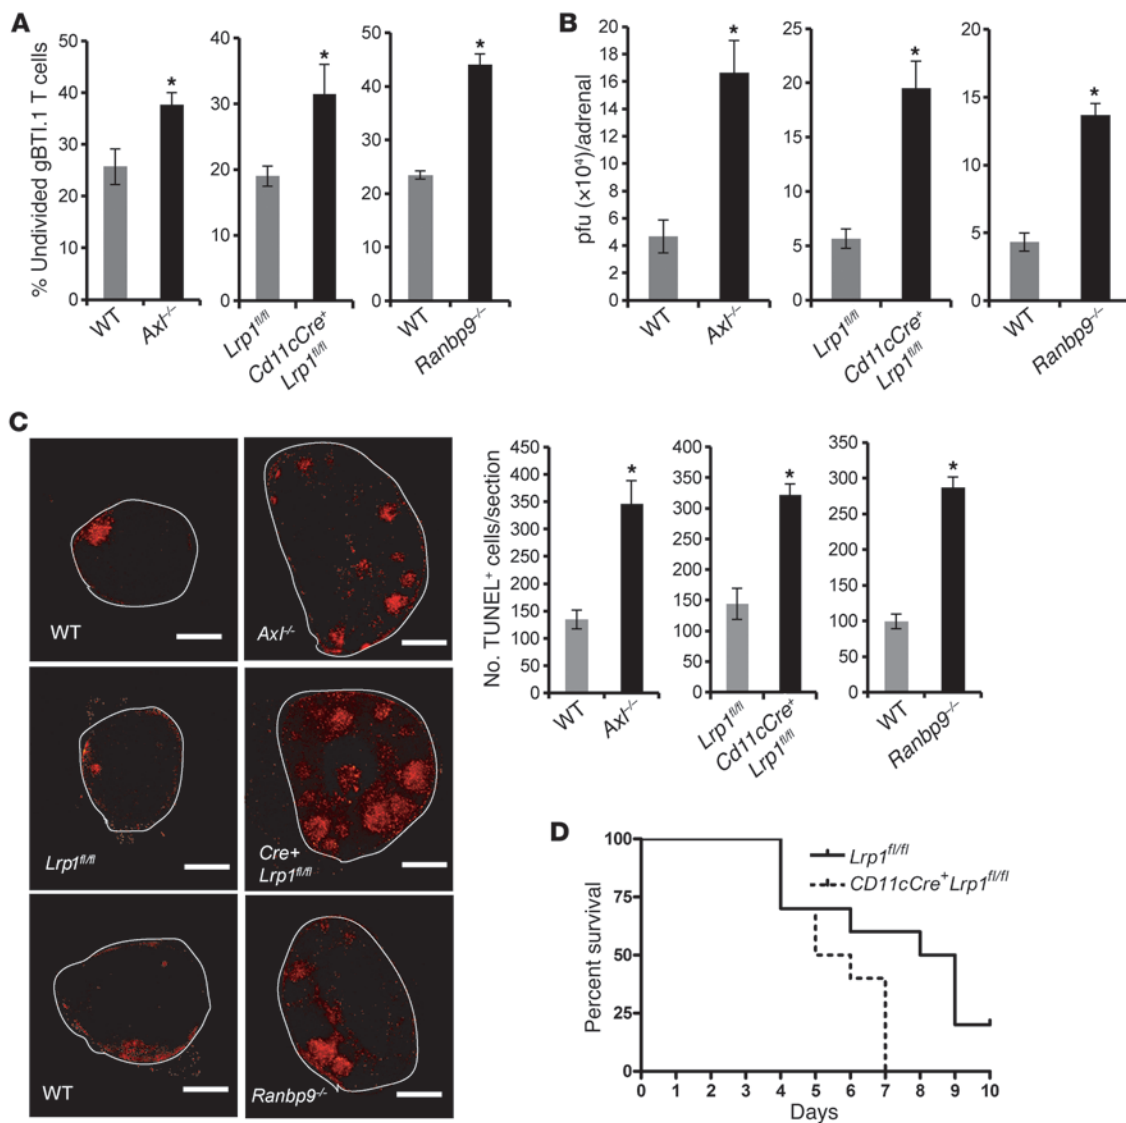 A
% Undivided gBTI.1 T cells
50
40
30
20
10
0
WT
Axl-/-
40
30
20
10
0
Lrp1fl/fl
Cd11cCre+
Lrp1fl/fl
50
40
30
20
10
0
WT
Ranbp9-/-
*
*
*
B
pfu (×10⁴)/adrenal
20
18
16
14
12
10
8
6
4
2
0
WT
Axl-/-
25
20
15
10
5
0
Lrp1fl/fl
Cd11cCre+
Lrp1fl/fl
20
15
10
5
0
WT
Ranbp9-/-
*
*
*
C
WT
Axl-/-
Lrp1fl/fl
Cre+
Lrp1fl/fl
WT
Ranbp9-/-
No. TUNEL+ cells/section
450
400
350
300
250
200
150
100
50
0
WT
Axl-/-
400
350
300
250
200
150
100
50
0
Lrp1fl/fl
Cd11cCre+
Lrp1fl/fl
350
300
250
200
150
100
50
0
WT
Ranbp9-/-
*
*
*
D
Percent survival
100
75
50
25
0
Lrp1fl/fl
CD11cCre+Lrp1fl/fl
0 1 2 3 4 5 6 7 8 9 10
Days